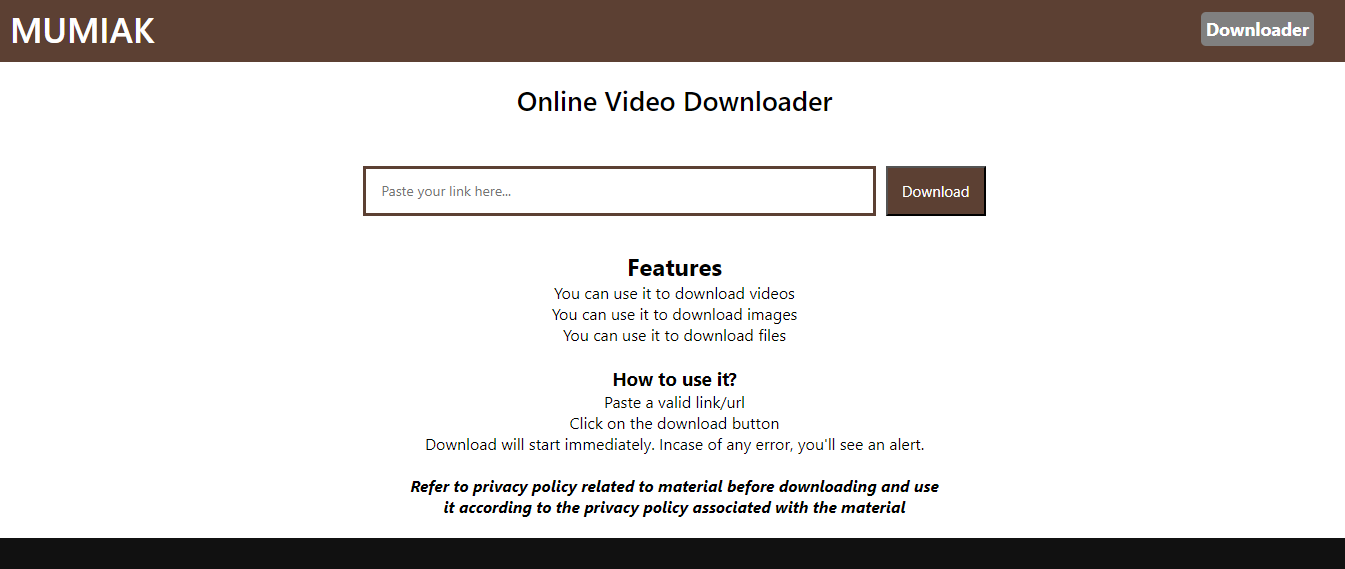 MUMIAK
Downloader
Online Video Downloader
Paste your link here...
Download
Features
You can use it to download videos
You can use it to download images
You can use it to download files
How to use it?
Paste a valid link/url
Click on the download button
Download will start immediately. Incase of any error, you'll see an alert.
Refer to privacy policy related to material before downloading and use
it according to the privacy policy associated with the material